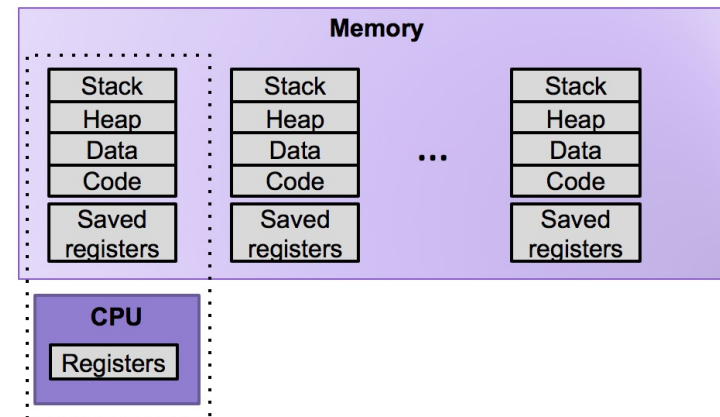 Memory
Stack
Heap
Data
Code
Saved
registers
Stack
Heap
Data
Code
Saved
registers
...
Stack
Heap
Data
Code
Saved
registers
CPU
Registers